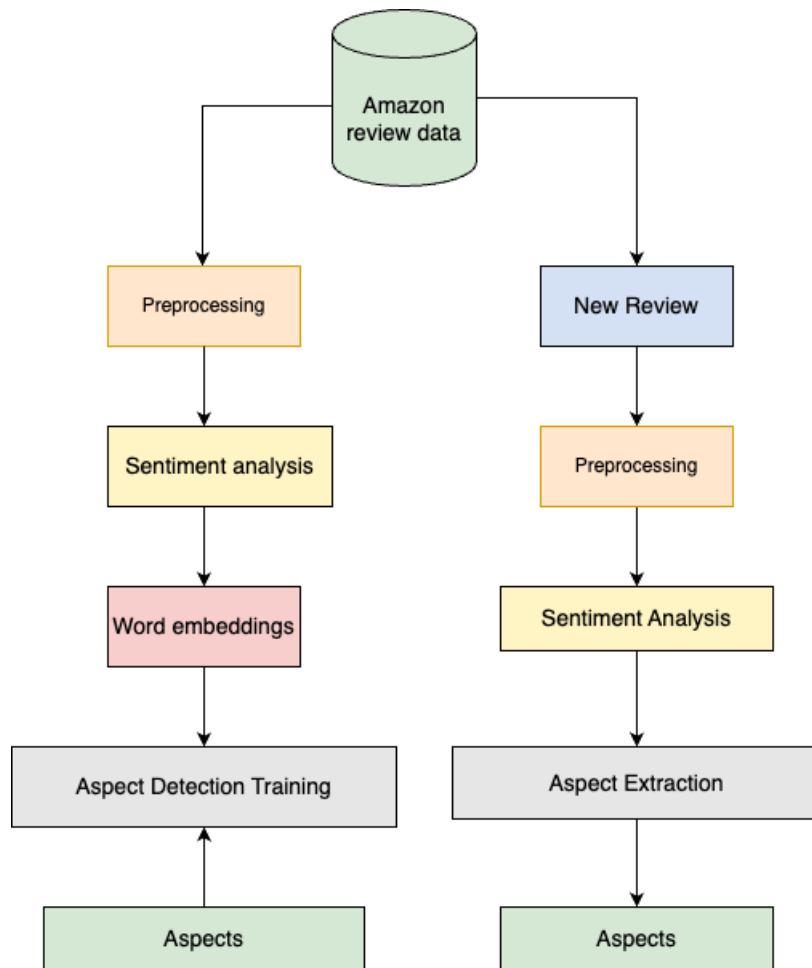 Amazon
review data
Preprocessing
New Review
Sentiment analysis
Preprocessing
Word embeddings
Sentiment Analysis
Aspect Detection Training
Aspect Extraction
Aspects
Aspects